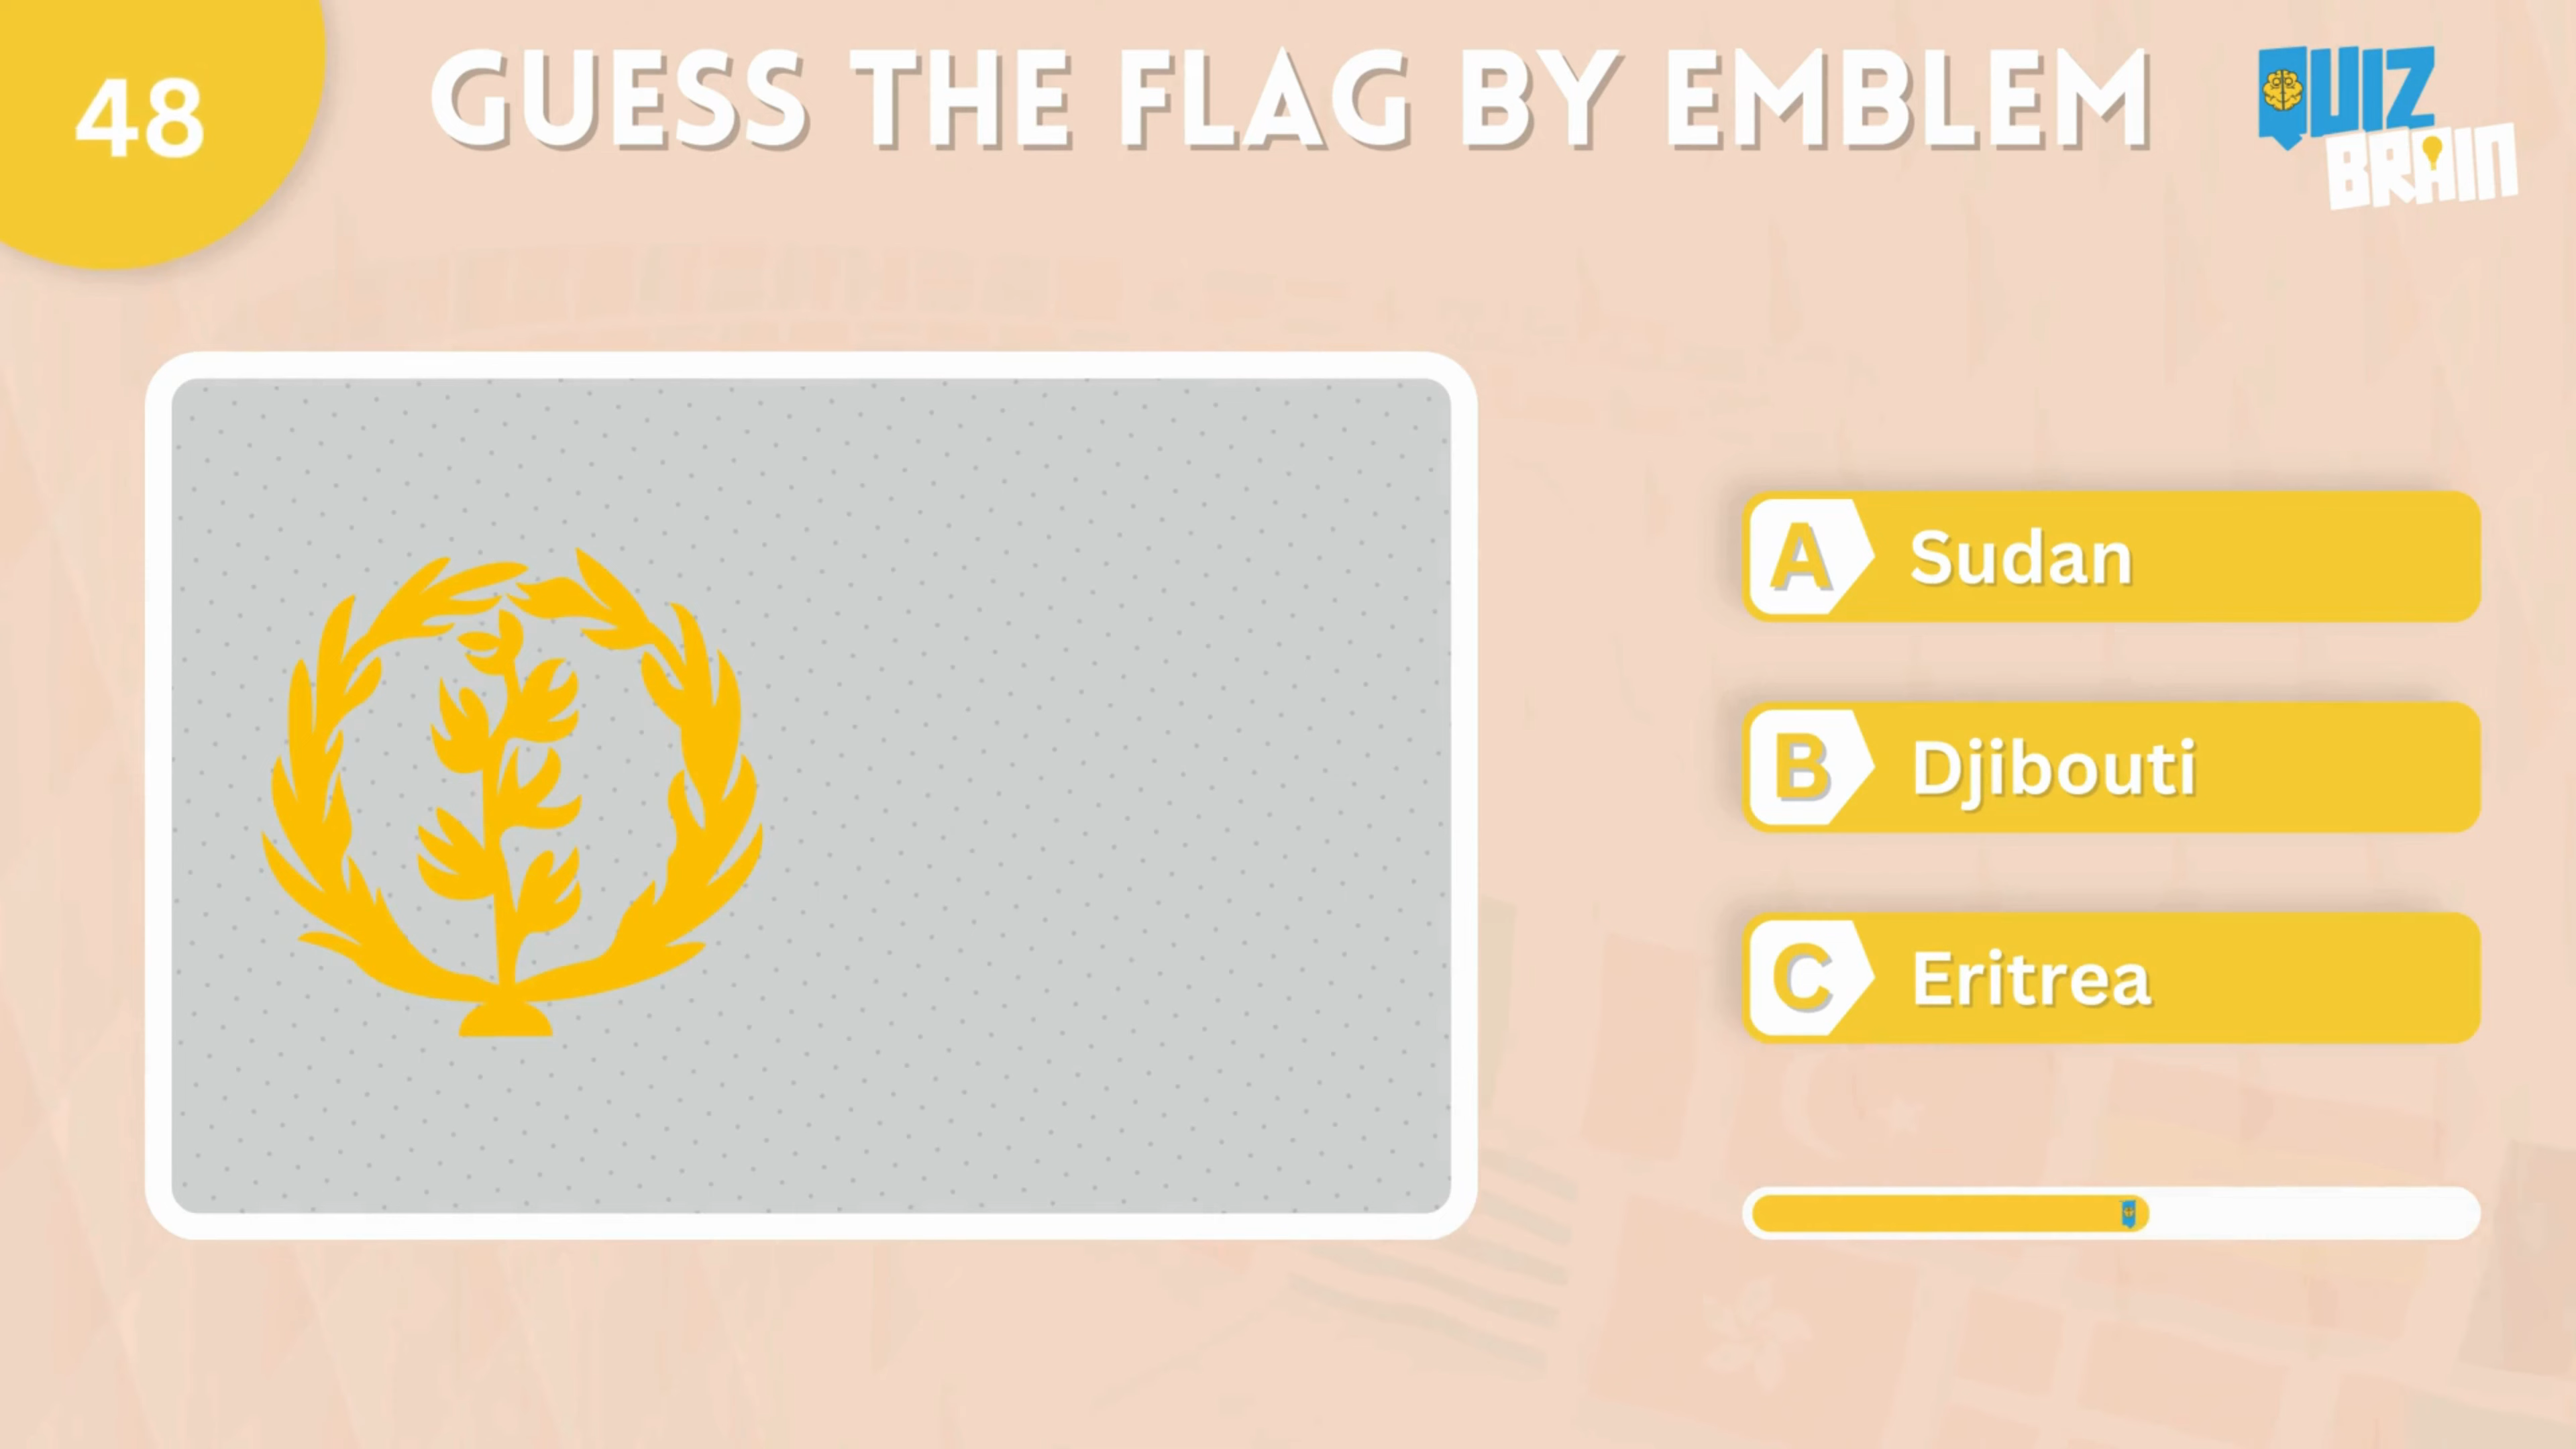 48
GUESS THE FLAG BY EMBLEM
QUIZ
BRAIN
A Sudan
B Djibouti
C Eritrea